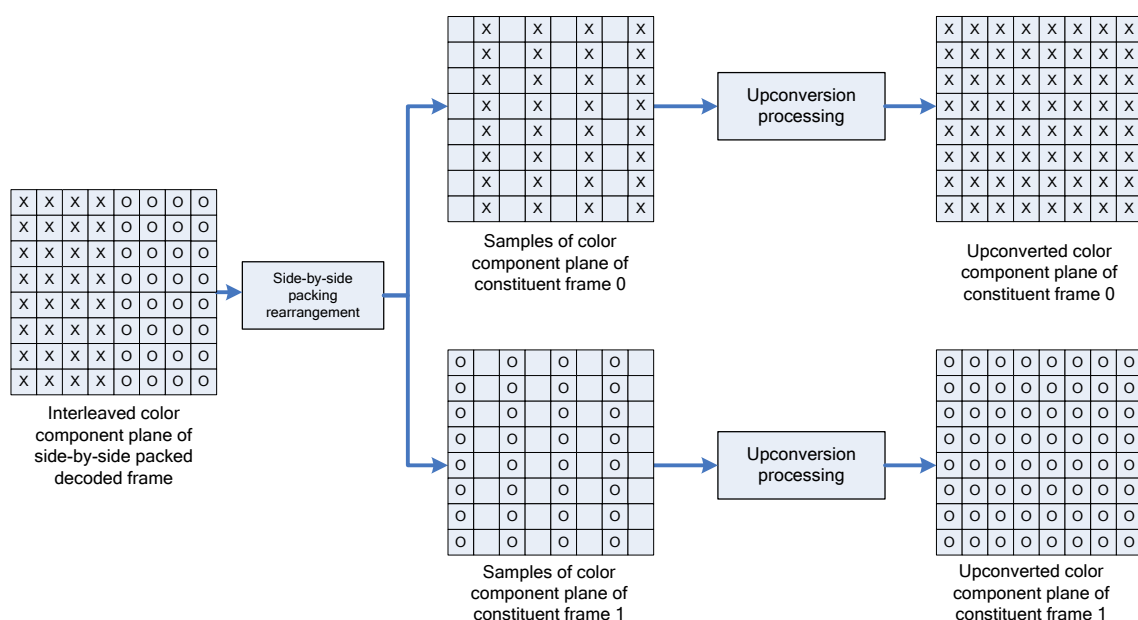 X X X X
X X X X
X X X X
X X X X
X X X X
X X X X
X X X X
X X X X
Samples of color
component plane of
constituent frame 0
Upconversion
processing
X X X X X X X X
X X X X X X X X
X X X X X X X X
X X X X X X X X
X X X X X X X X
X X X X X X X X
X X X X X X X X
X X X X X X X X
Upconverted color
component plane of
constituent frame 0
X X X X O O O O
X X X X O O O O
X X X X O O O O
X X X X O O O O
X X X X O O O O
X X X X O O O O
X X X X O O O O
X X X X O O O O
Interleaved color
component plane of
side-by-side packed
decoded frame
Side-by-side
packing
rearrangement
O O O O
O O O O
O O O O
O O O O
O O O O
O O O O
O O O O
O O O O
Samples of color
component plane of
constituent frame 1
Upconversion
processing
O O O O O O O O
O O O O O O O O
O O O O O O O O
O O O O O O O O
O O O O O O O O
O O O O O O O O
O O O O O O O O
O O O O O O O O
Upconverted color
component plane of
constituent frame 1